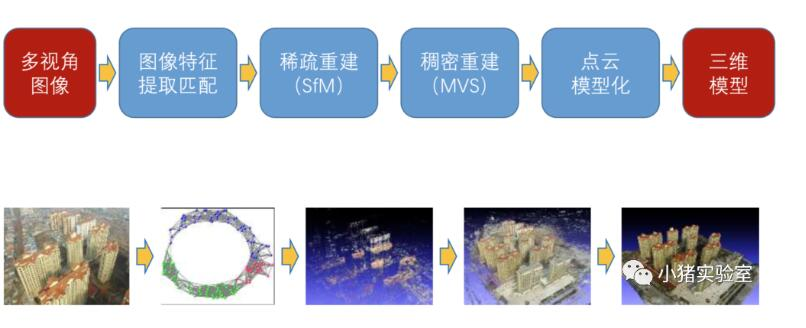 多视角
图像
图像特征
提取匹配
稀疏重建
（SfM）
稠密重建
（MVS）
点云
模型化
三维
模型
小猪实验室